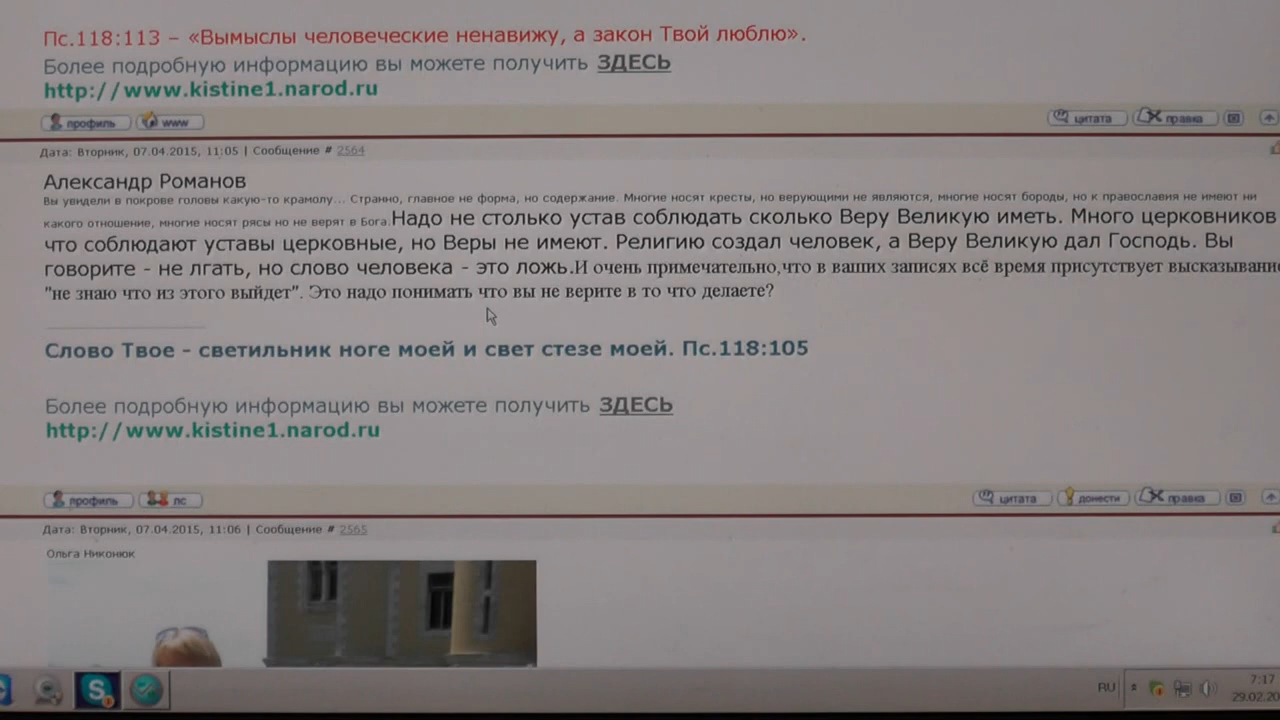 Пс.118:113 – «Вымыслы человеческие ненавижу, а закон Твой люблю».
Более подробную информацию вы можете получить ЗДЕСЬ
http://www.kistine1.narod.ru
профиль www цитата правка
Дата: Вторник, 07.04.2015, 11:05 | Сообщение # 2564
Александр Романов
Вы увидели в покрове головы какую-то крамолу... Странно, главное не форма, но содержание. Многие носят кресты, но верующими не являются, многие носят бороды, но к православия не имеют ни
какого отношение, многие носят рясы но не верят в Бога.Надо не столько устав соблюдать сколько Веру Великую иметь. Много церковников
что соблюдают уставы церковные, но Веры не имеют. Религию создал человек, а Веру Великую дал Господь. Вы
говорите - не лгать, но слово человека - это ложь.И очень примечательно,что в ваших записях всё время присутствует высказывание
"не знаю что из этого выйдет". Это надо понимать что вы не верите в то что делаете?
Слово Твое - светильник ноге моей и свет стезе моей. Пс.118:105
Более подробную информацию вы можете получить ЗДЕСЬ
http://www.kistine1.narod.ru
профиль лс цитата донести правка
Дата: Вторник, 07.04.2015, 11:06 | Сообщение # 2565
Ольга Никонюк
RU 7:17
29.02.20